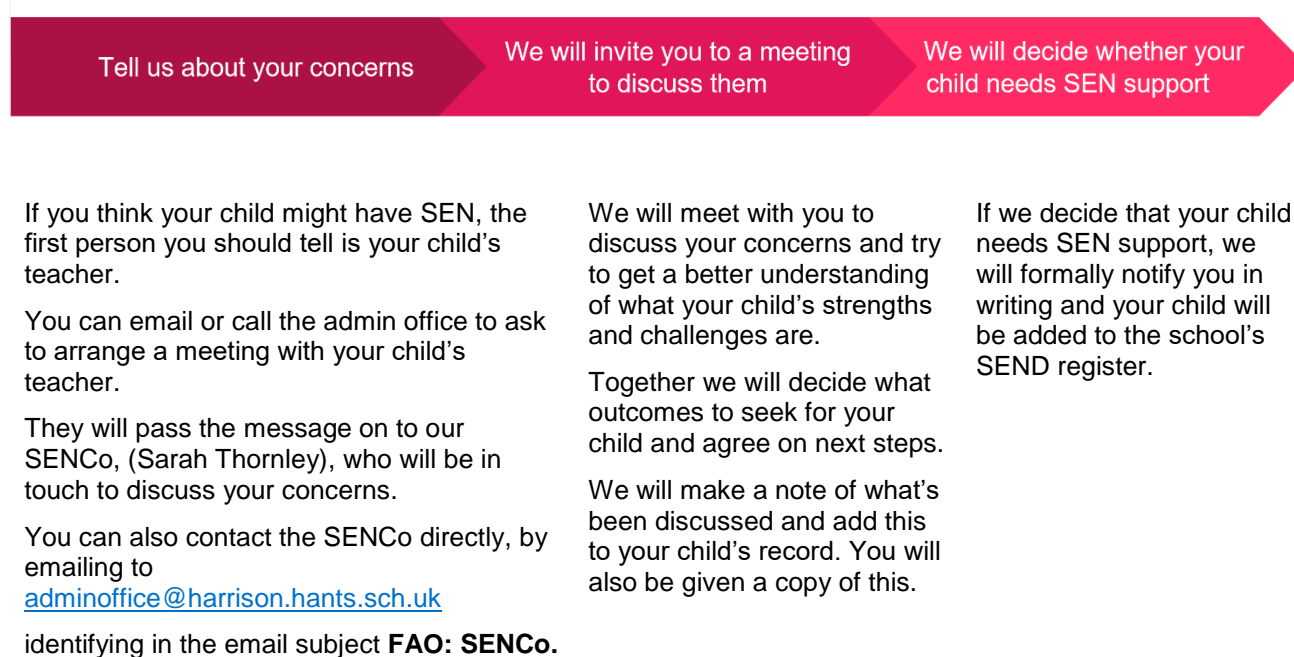 Tell us about your concerns
We will invite you to a meeting
to discuss them
We will decide whether your
child needs SEN support
If you think your child might have SEN, the
first person you should tell is your child’s
teacher.
You can email or call the admin office to ask
to arrange a meeting with your child’s
teacher.
They will pass the message on to our
SENCo, (Sarah Thornley), who will be in
touch to discuss your concerns.
You can also contact the SENCo directly, by
emailing to
adminoffice@harrison.hants.sch.uk
identifying in the email subject FAO: SENCo.
We will meet with you to
discuss your concerns and try
to get a better understanding
of what your child’s strengths
and challenges are.
Together we will decide what
outcomes to seek for your
child and agree on next steps.
We will make a note of what’s
been discussed and add this
to your child’s record. You will
also be given a copy of this.
If we decide that your child
needs SEN support, we
will formally notify you in
writing and your child will
be added to the school’s
SEND register.